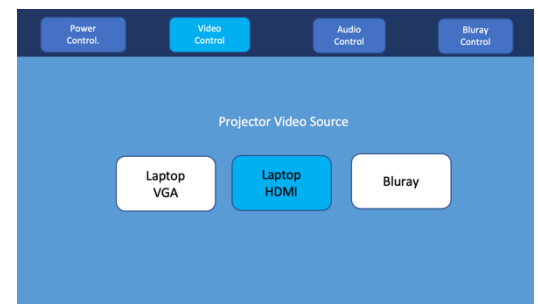 Power
Control.
Video
Control
Audio
Control
Bluray
Control
Projector Video Source
Laptop
VGA
Laptop
HDMI
Bluray